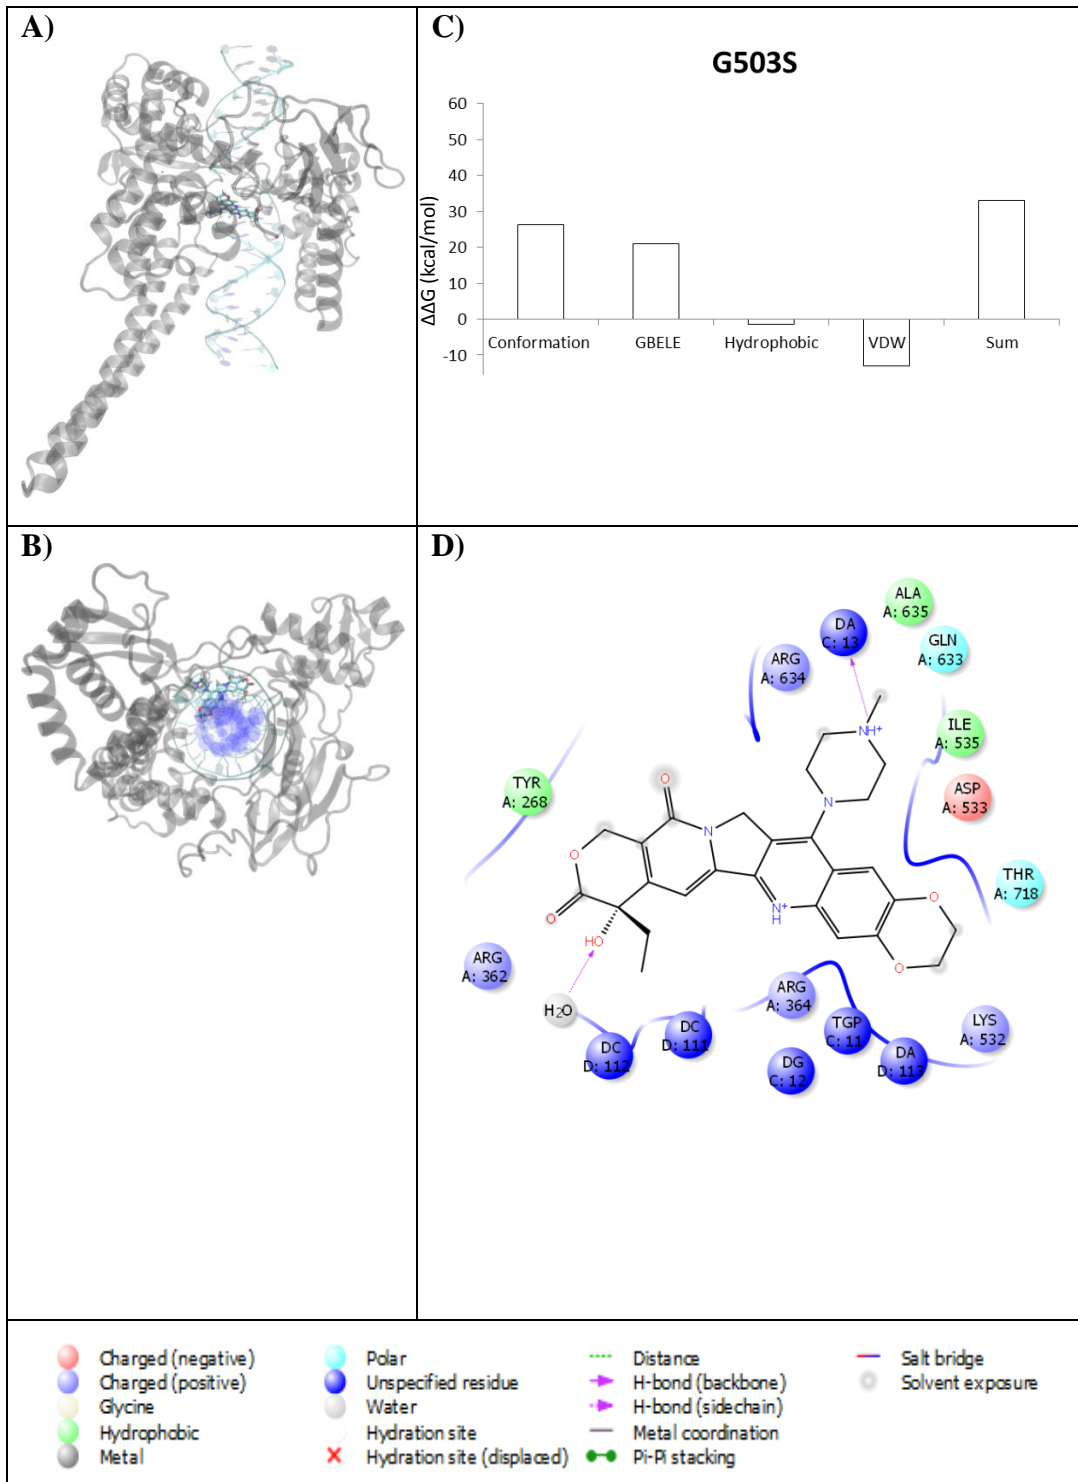 A)
C)
G503S
60
50
40
30
20
10
0
-10
ΔΔG (kcal/mol)
Conformation
GBELE
Hydrophobic
VDW
Sum
B)
D)
ALA
A: 635
DA
C: 13
GLN
A: 633
ARG
A: 634
NH+
ILE
A: 535
TYR
A: 268
O
ASP
A: 533
N
N
O
THR
A: 718
O
O
N+
H
HO
O
ARG
A: 362
H2O
ARG
A: 364
DC
D: 111
TGP
C: 11
LYS
A: 532
DC
D: 112
DG
C: 12
DA
D: 113
Charged (negative)
Charged (positive)
Glycine
Hydrophobic
Metal
Polar
Unspecified residue
Water
Hydration site
Hydration site (displaced)
Distance
H-bond (backbone)
H-bond (sidechain)
Metal coordination
Pi-Pi stacking
Salt bridge
Solvent exposure